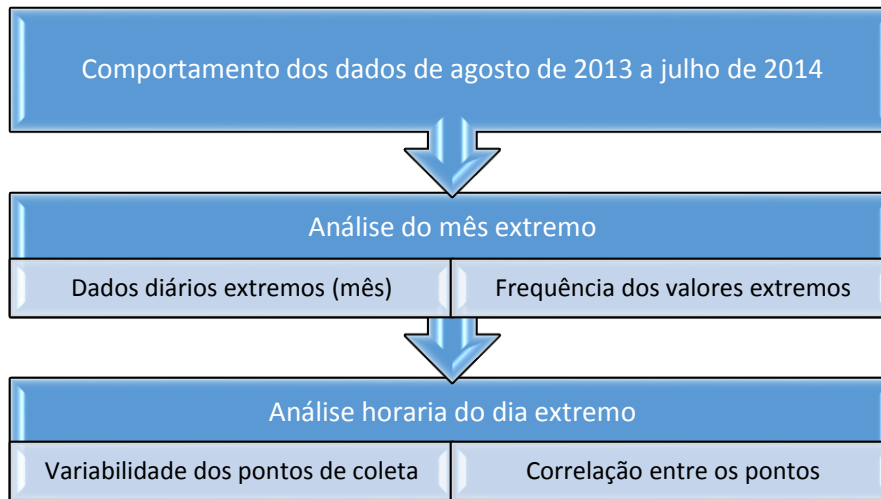 Comportamento dos dados de agosto de 2013 a julho de 2014
Análise do mês extremo
Dados diários extremos (mês)
Frequência dos valores extremos
Análise horaria do dia extremo
Variabilidade dos pontos de coleta
Correlação entre os pontos